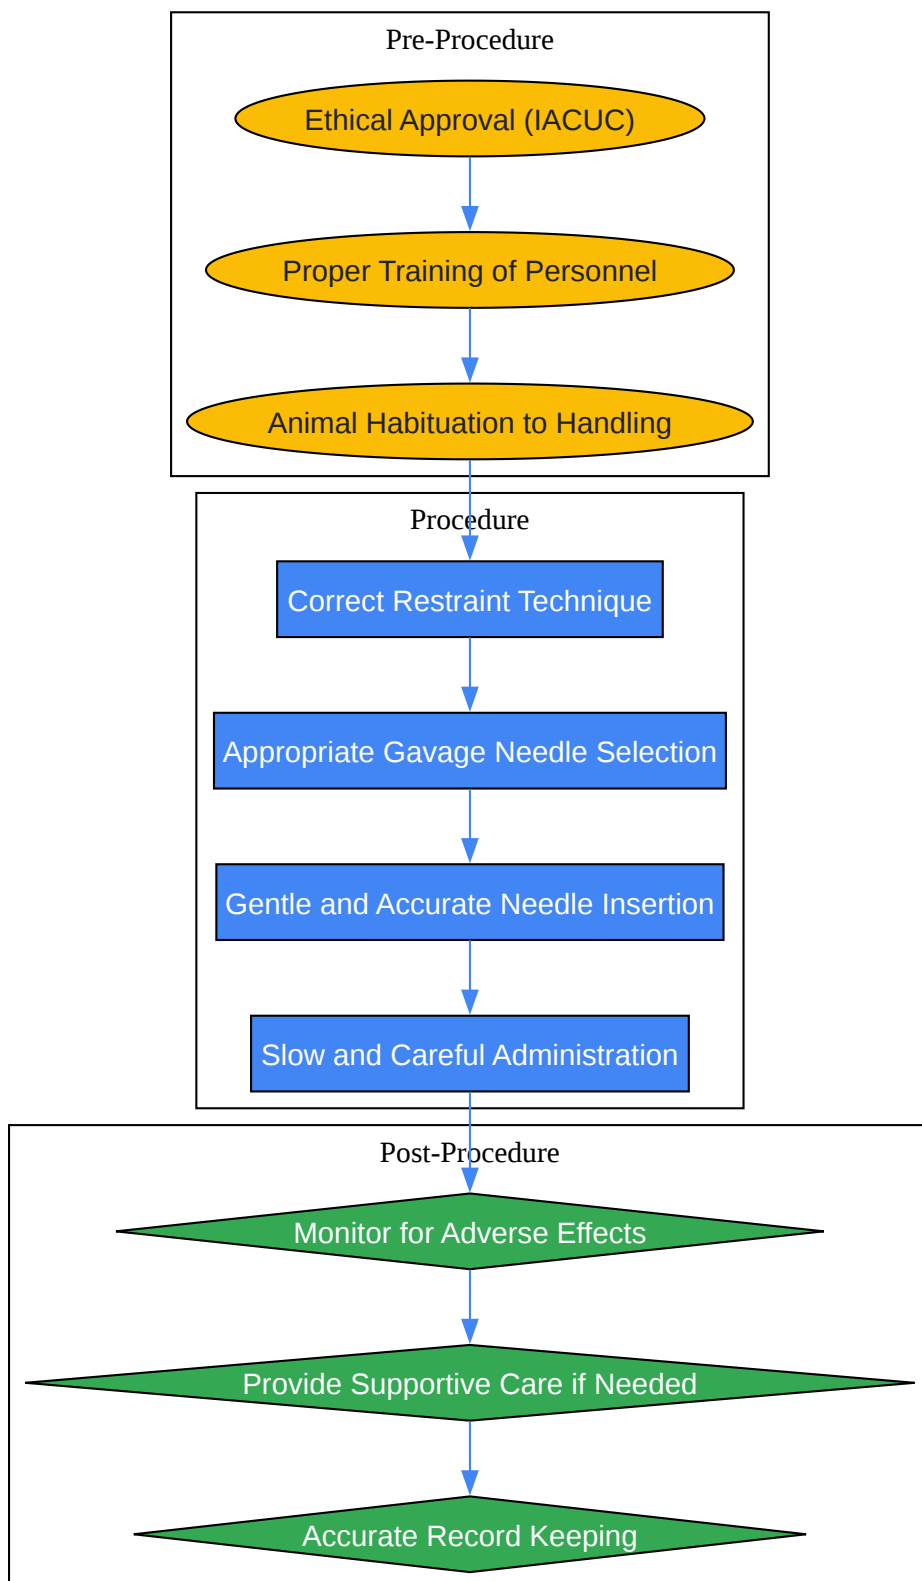 Pre-Procedure
Ethical Approval (IACUC)
Proper Training of Personnel
Animal Habituation to Handling
Procedure
Correct Restraint Technique
Appropriate Gavage Needle Selection
Gentle and Accurate Needle Insertion
Slow and Careful Administration
Post-Procedure
Monitor for Adverse Effects
Provide Supportive Care if Needed
Accurate Record Keeping